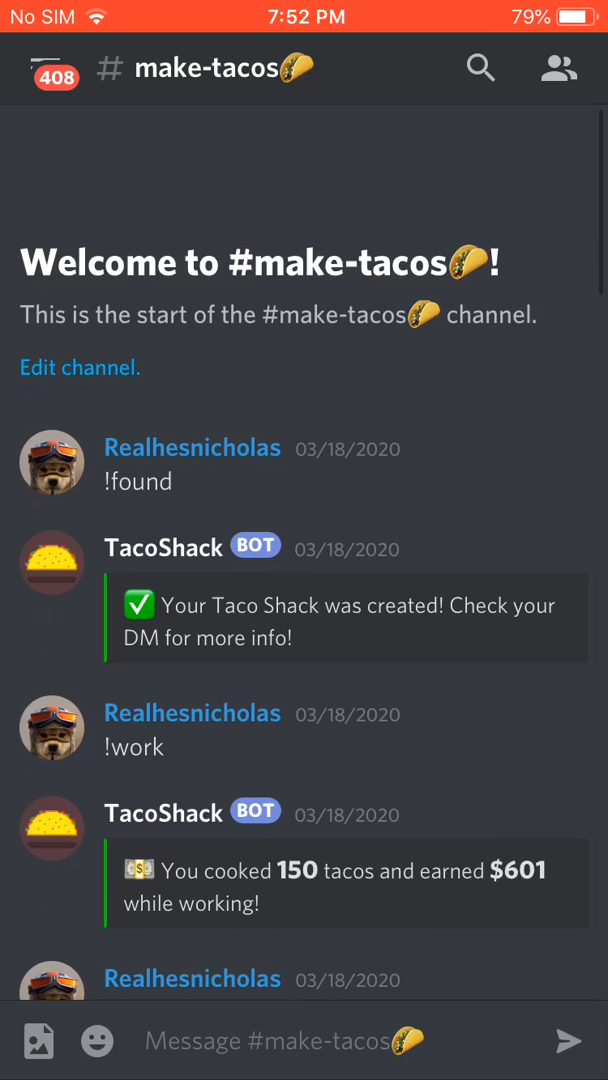 No SIM 7:52 PM 79%
408 # make-tacos🌮
Welcome to #make-tacos🌮!
This is the start of the #make-tacos🌮 channel.
Edit channel.
Realhesnicholas 03/18/2020
!found
TacoShack BOT 03/18/2020
✅ Your Taco Shack was created! Check your
DM for more info!
Realhesnicholas 03/18/2020
!work
TacoShack BOT 03/18/2020
💵 You cooked 150 tacos and earned $601
while working!
Realhesnicholas 03/18/2020
Message #make-tacos🌮